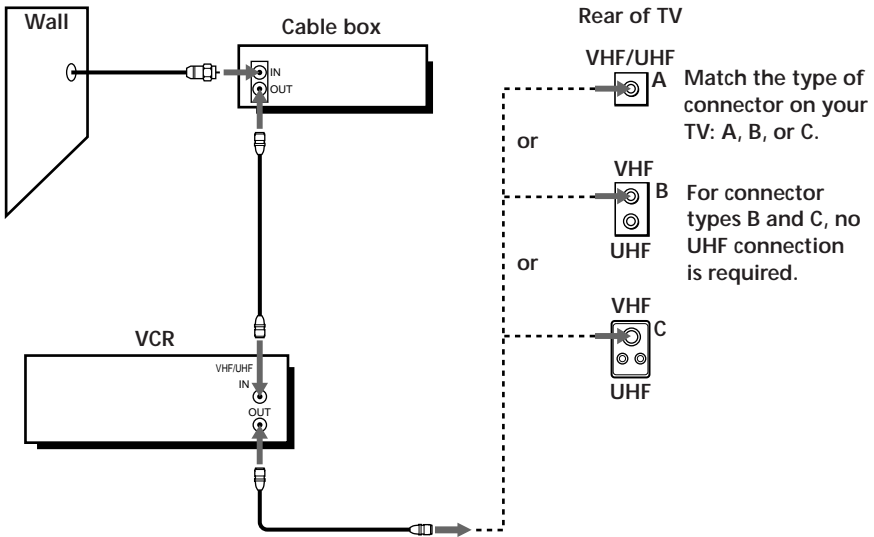 Wall
Cable box
IN
OUT
VCR
VHF/UHF
IN
OUT
Rear of TV
VHF/UHF
A
Match the type of
connector on your
TV: A, B, or C.
or
VHF
B
UHF
For connector
types B and C, no
UHF connection
is required.
or
VHF
C
UHF